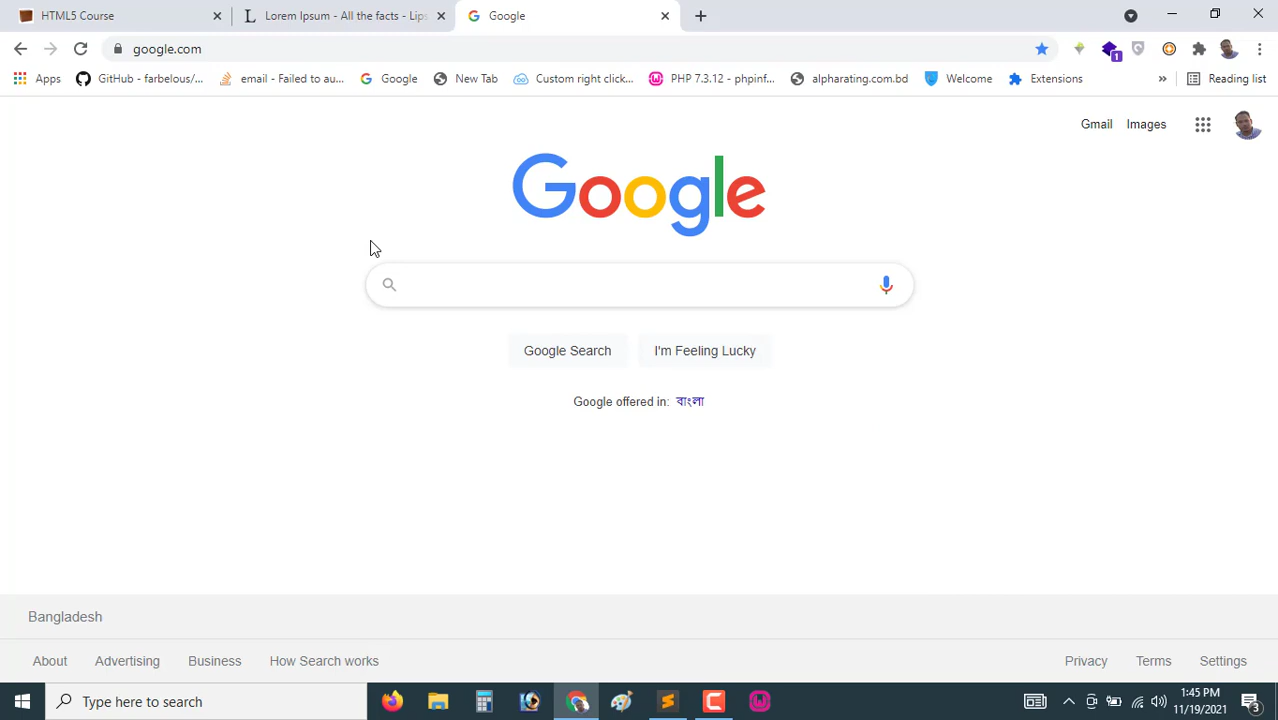 HTML5 Course
Lorem Ipsum - All the facts - Lips
Google
google.com
Apps
GitHub - farbelous/...
email - Failed to au...
Google
New Tab
Custom right click...
PHP 7.3.12 - phpinf...
alpharating.com.bd
Welcome
Extensions
»
Reading list
1
Gmail
Images
Google
Google Search
I'm Feeling Lucky
Google offered in: বাংলা
Bangladesh
About
Advertising
Business
How Search works
Privacy
Terms
Settings
Type here to search
1:45 PM
11/19/2021
3